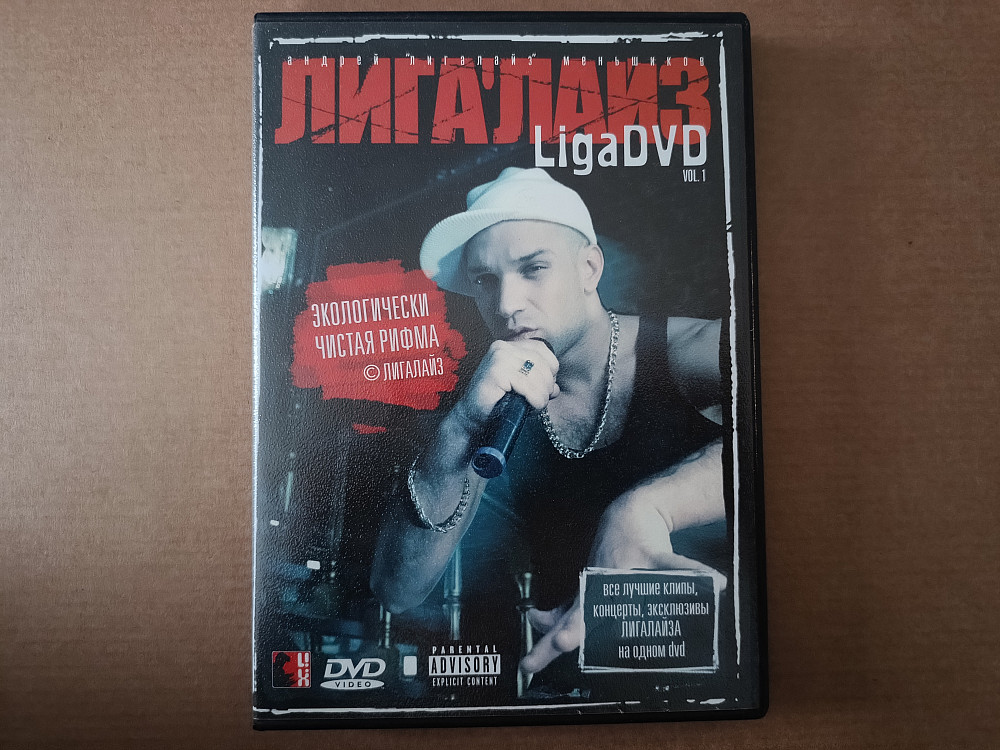 андрей "лигалайз" меньшиков
ЛИГА'ЛАЙЗ
LigaDVD
VOL. 1
ЭКОЛОГИЧЕСКИ
ЧИСТАЯ РИФМА
© ЛИГАЛАЙЗ
все лучшие клипы,
концерты, эксклюзивы
ЛИГАЛАЙЗА
на одном dvd
DVD
VIDEO
PARENTAL
ADVISORY
EXPLICIT CONTENT